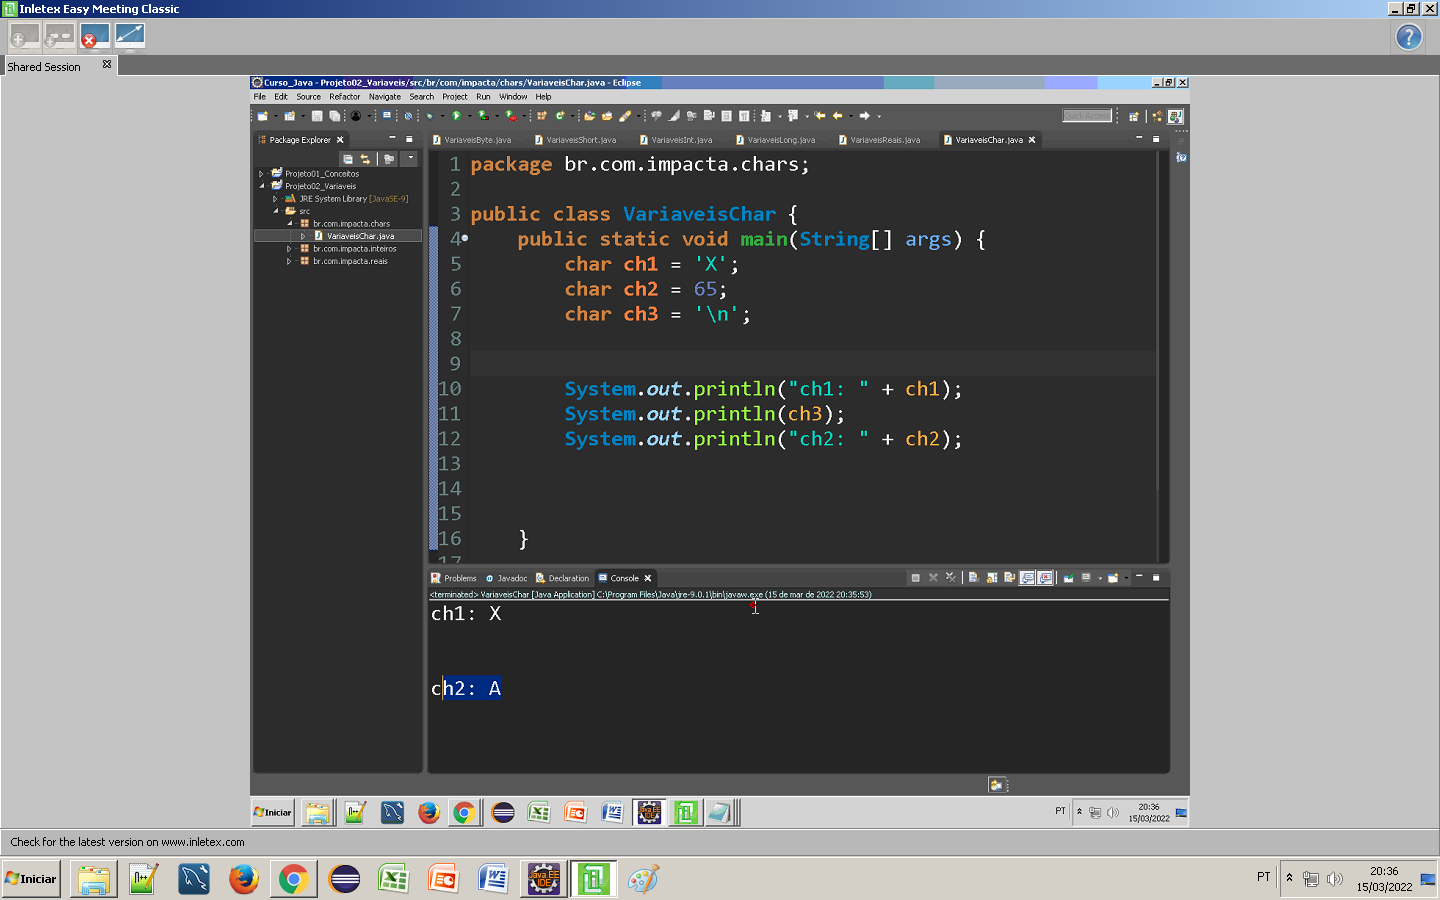 Inletex Easy Meeting Classic
Shared Session
Curso_Java - Projeto02_Variaveis/src/br/com/impacta/chars/VariaveisChar.java - Eclipse
File Edit Source Refactor Navigate Search Project Run Window Help
Quick Access
Package Explorer
VariaveisByte.java VariaveisShort.java VariaveisInt.java VariaveisLong.java VariaveisReais.java VariaveisChar.java
Projeto01_Conceitos
Projeto02_Variaveis
JRE System Library [JavaSE-9]
src
br.com.impacta.chars
VariaveisChar.java
br.com.impacta.inteiros
br.com.impacta.reais
1 package br.com.impacta.chars;
2
3 public class VariaveisChar {
4 public static void main(String[] args) {
5 char ch1 = 'X';
6 char ch2 = 65;
7 char ch3 = '\n';
8
9
10 System.out.println("ch1: " + ch1);
11 System.out.println(ch3);
12 System.out.println("ch2: " + ch2);
13
14
15
16 }
17
Problems Javadoc Declaration Console
<terminated> VariaveisChar [Java Application] C:\Program Files\Java\jre-9.0.1\bin\javaw.exe (15 de mar de 2022 20:35:53)
ch1: X
ch2: A
Iniciar
PT
20:36
15/03/2022
Check for the latest version on www.inletex.com
Iniciar
PT
20:36
15/03/2022